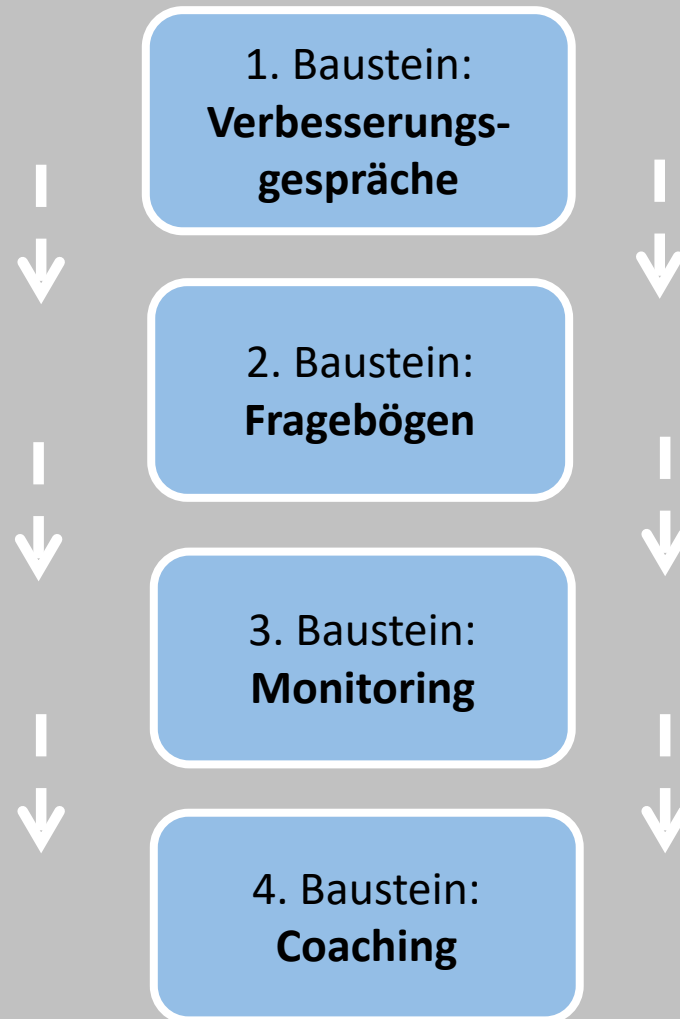 1. Baustein:
Verbesserungs-
gespräche
2. Baustein:
Fragebögen
3. Baustein:
Monitoring
4. Baustein:
Coaching